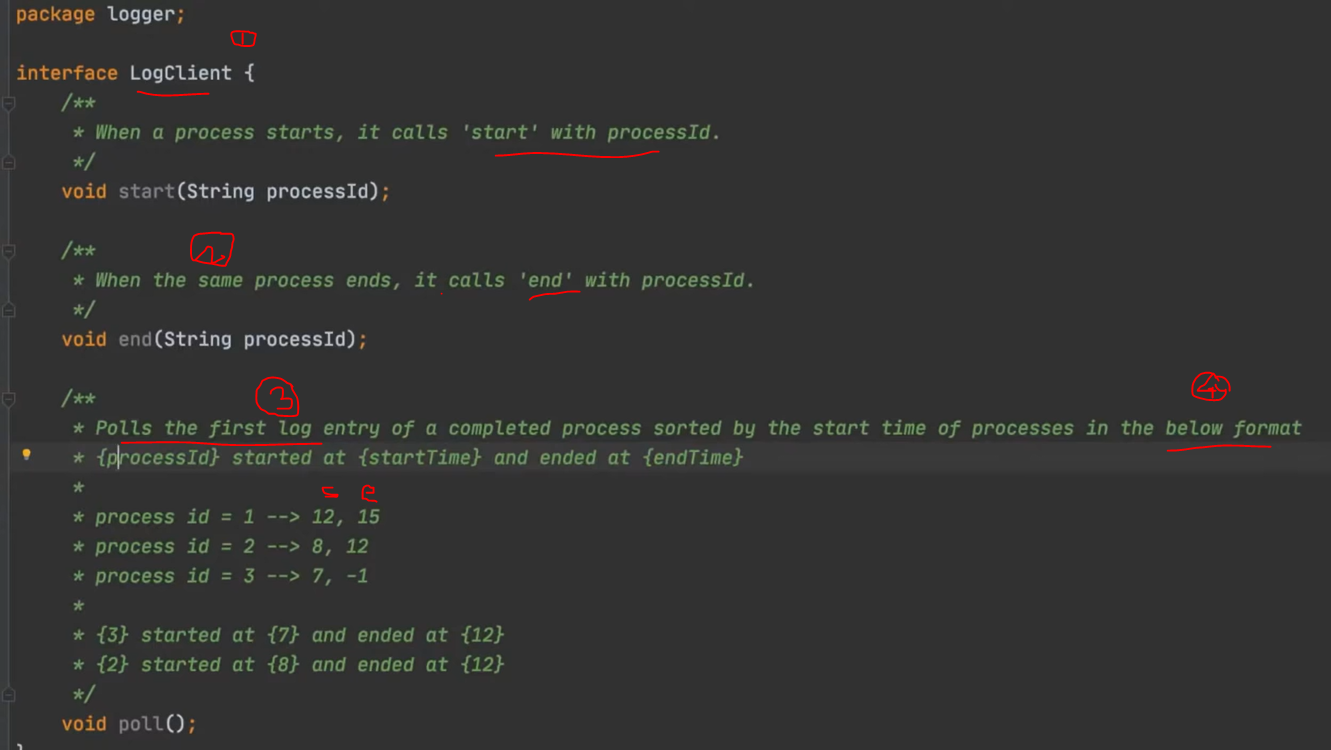 package logger;
1
interface LogClient {
/**
* When a process starts, it calls 'start' with processId.
*/
void start(String processId);
/**
* When the same process ends, it calls 'end' with processId.
*/
void end(String processId);
/**
3
* Polls the first log entry of a completed process sorted by the start time of processes in the below format
* {processId} started at {startTime} and ended at {endTime}
*
s e
* process id = 1 --> 12, 15
* process id = 2 --> 8, 12
* process id = 3 --> 7, -1
*
* {3} started at {7} and ended at {12}
* {2} started at {8} and ended at {12}
*/
void poll();